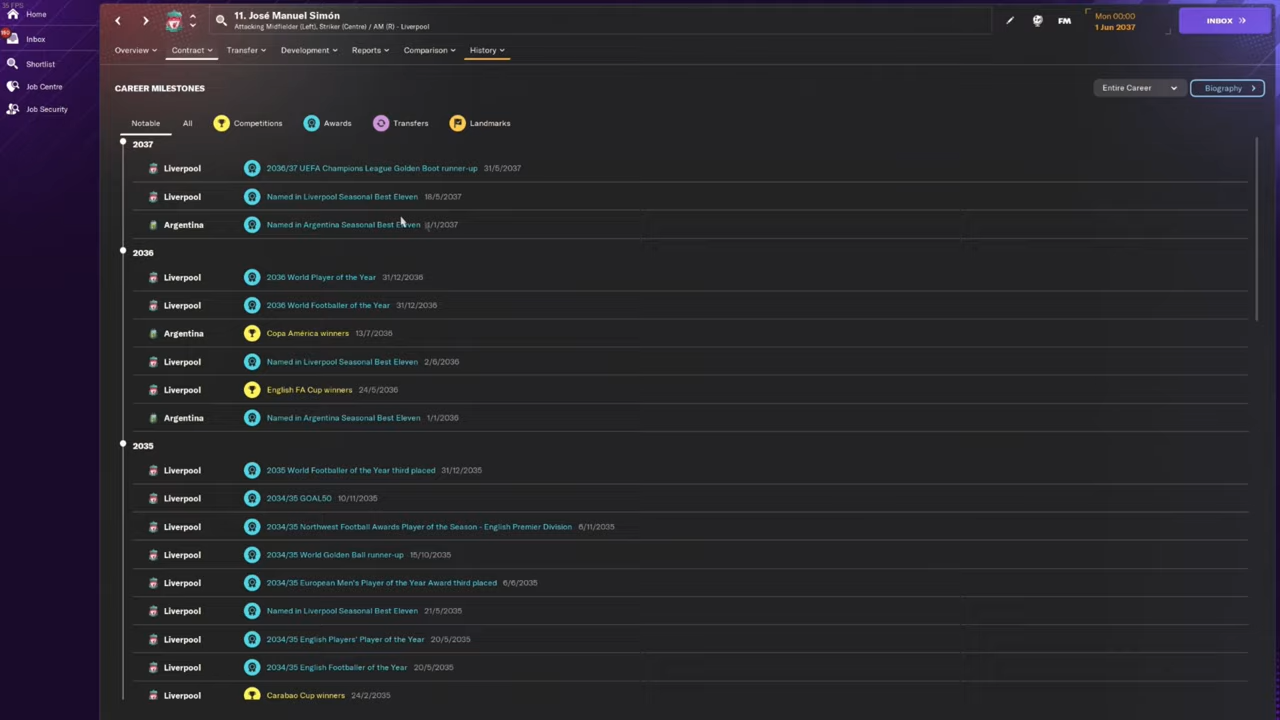 35 FPS
Home
Inbox
Shortlist
Job Centre
Job Security
11. José Manuel Simón
Attacking Midfielder (Left), Striker (Centre) / AM (R) - Liverpool
FM
Mon 00:00
1 Jun 2037
INBOX
Overview
Contract
Transfer
Development
Reports
Comparison
History
CAREER MILESTONES
Entire Career
Biography
Notable All Competitions Awards Transfers Landmarks
2037
Liverpool 2036/37 UEFA Champions League Golden Boot runner-up 31/5/2037
Liverpool Named in Liverpool Seasonal Best Eleven 18/5/2037
Argentina Named in Argentina Seasonal Best Eleven 1/1/2037
2036
Liverpool 2036 World Player of the Year 31/12/2036
Liverpool 2036 World Footballer of the Year 31/12/2036
Argentina Copa América winners 13/7/2036
Liverpool Named in Liverpool Seasonal Best Eleven 2/6/2036
Liverpool English FA Cup winners 24/5/2036
Argentina Named in Argentina Seasonal Best Eleven 1/1/2036
2035
Liverpool 2035 World Footballer of the Year third placed 31/12/2035
Liverpool 2034/35 GOAL50 10/11/2035
Liverpool 2034/35 Northwest Football Awards Player of the Season - English Premier Division 6/11/2035
Liverpool 2034/35 World Golden Ball runner-up 15/10/2035
Liverpool 2034/35 European Men's Player of the Year Award third placed 6/6/2035
Liverpool Named in Liverpool Seasonal Best Eleven 21/5/2035
Liverpool 2034/35 English Players' Player of the Year 20/5/2035
Liverpool 2034/35 English Footballer of the Year 20/5/2035
Liverpool Carabao Cup winners 24/2/2035